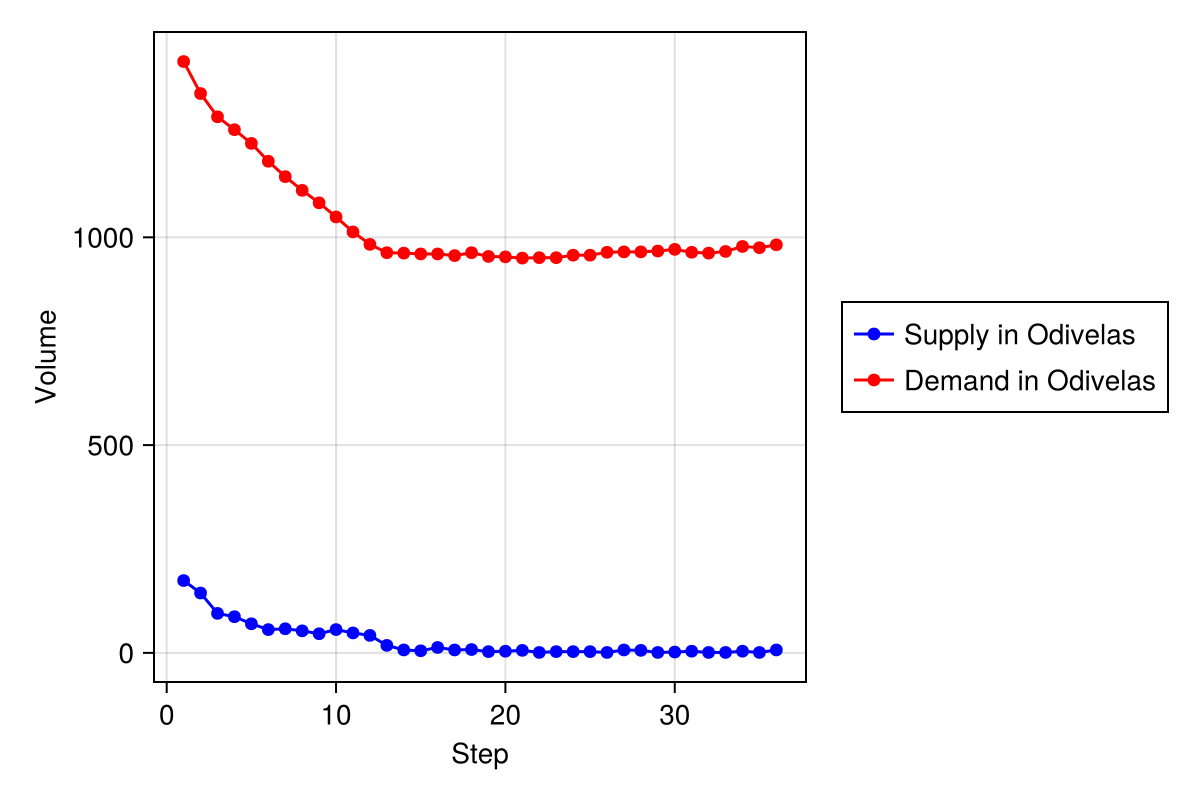 1000
500
0
0 10 20 30
Volume
Step
Supply in Odivelas
Demand in Odivelas